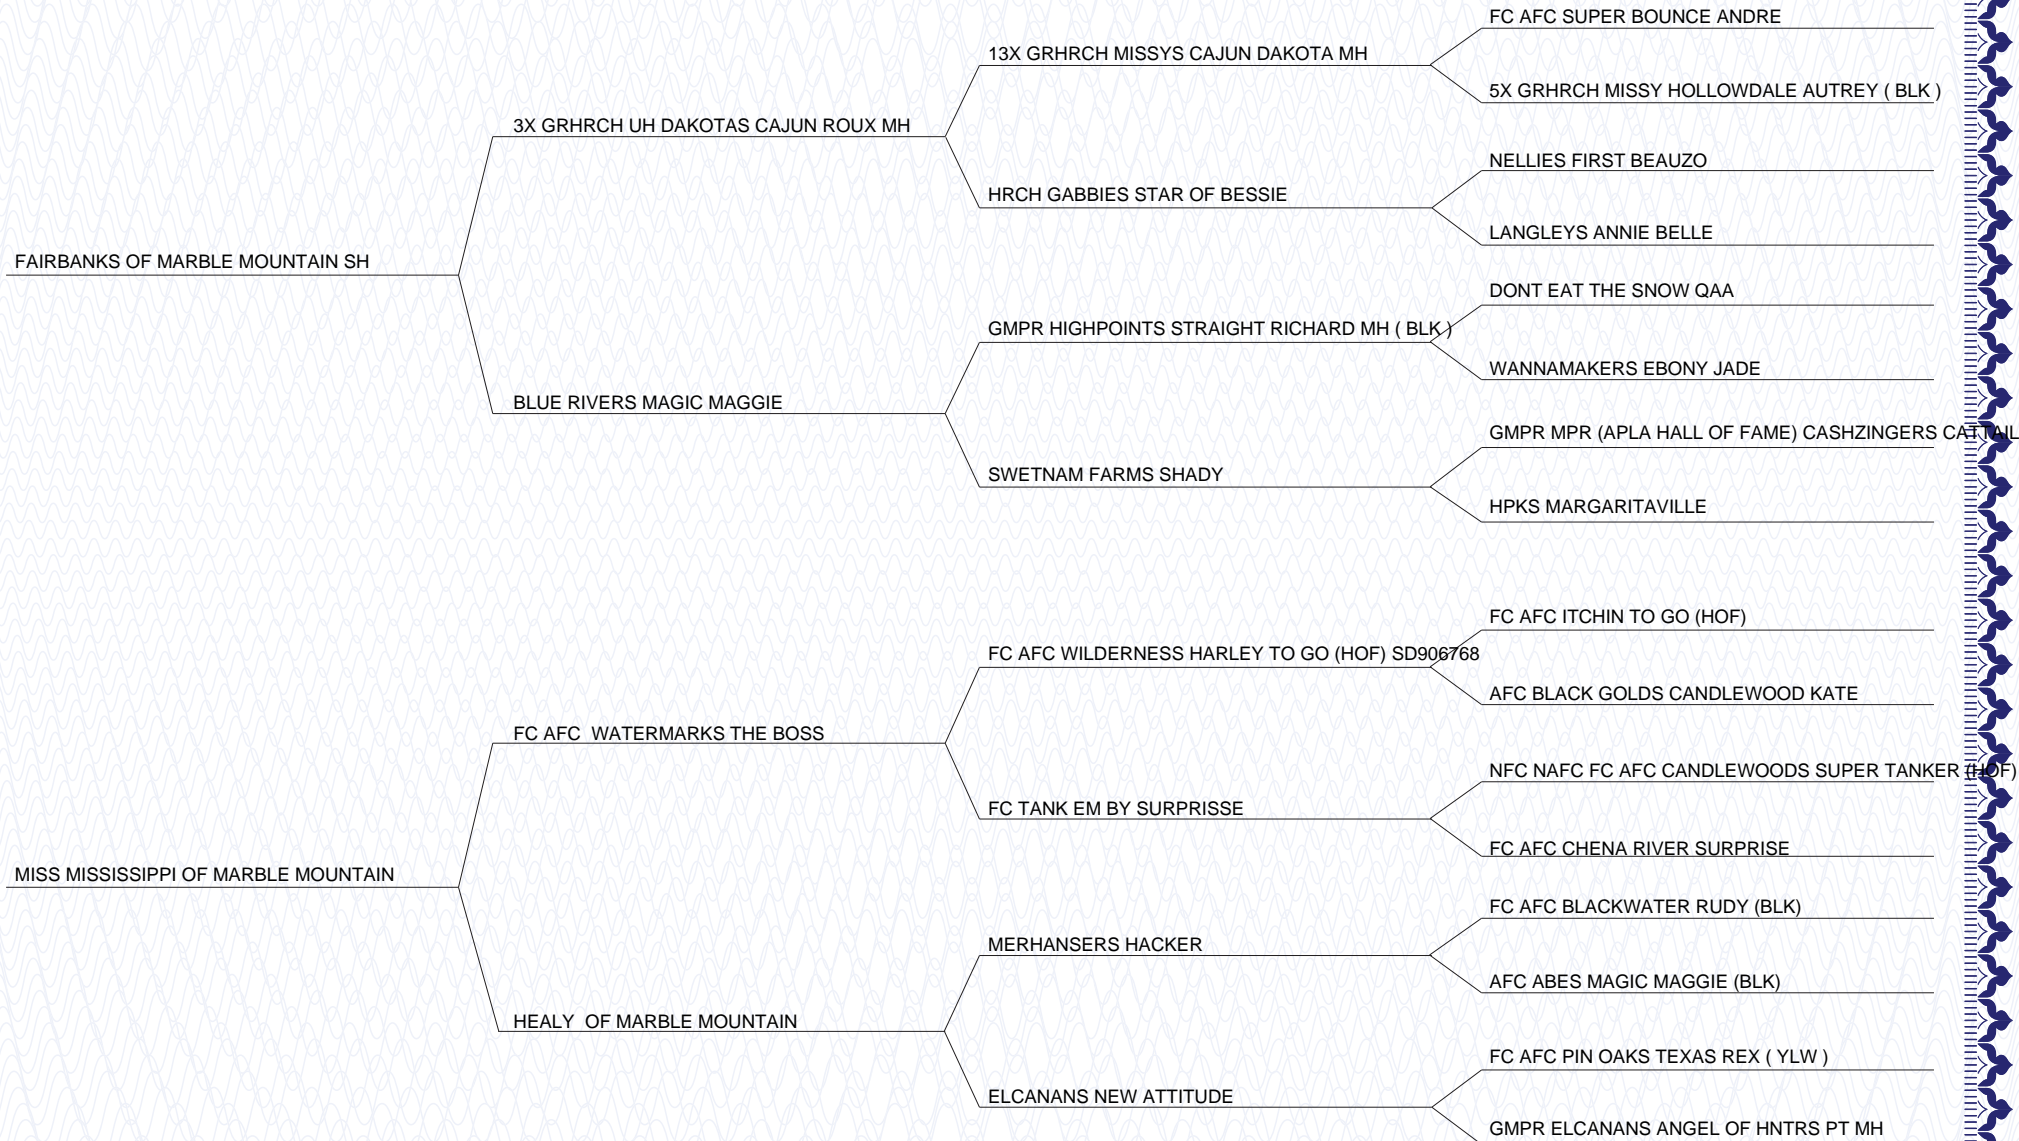 FC AFC SUPER BOUNCE ANDRE
13X GRHRCH MISSYS CAJUN DAKOTA MH
5X GRHRCH MISSY HOLLOWDALE AUTREY ( BLK )
3X GRHRCH UH DAKOTAS CAJUN ROUX MH
NELLIES FIRST BEAUZO
HRCH GABBIES STAR OF BESSIE
LANGLEYS ANNIE BELLE
FAIRBANKS OF MARBLE MOUNTAIN SH
DONT EAT THE SNOW QAA
GMPR HIGHPOINTS STRAIGHT RICHARD MH ( BLK )
WANNAMAKERS EBONY JADE
BLUE RIVERS MAGIC MAGGIE
GMPR MPR (APLA HALL OF FAME) CASHZINGERS CATTAIL
SWETNAM FARMS SHADY
HPKS MARGARITAVILLE
FC AFC ITCHIN TO GO (HOF)
FC AFC WILDERNESS HARLEY TO GO (HOF) SD906768
AFC BLACK GOLDS CANDLEWOOD KATE
FC AFC  WATERMARKS THE BOSS
NFC NAFC FC AFC CANDLEWOODS SUPER TANKER (HOF)
FC TANK EM BY SURPRISSE
FC AFC CHENA RIVER SURPRISE
MISS MISSISSIPPI OF MARBLE MOUNTAIN
FC AFC BLACKWATER RUDY (BLK)
MERHANSERS HACKER
AFC ABES MAGIC MAGGIE (BLK)
HEALY  OF MARBLE MOUNTAIN
FC AFC PIN OAKS TEXAS REX ( YLW )
ELCANANS NEW ATTITUDE
GMPR ELCANANS ANGEL OF HNTRS PT MH